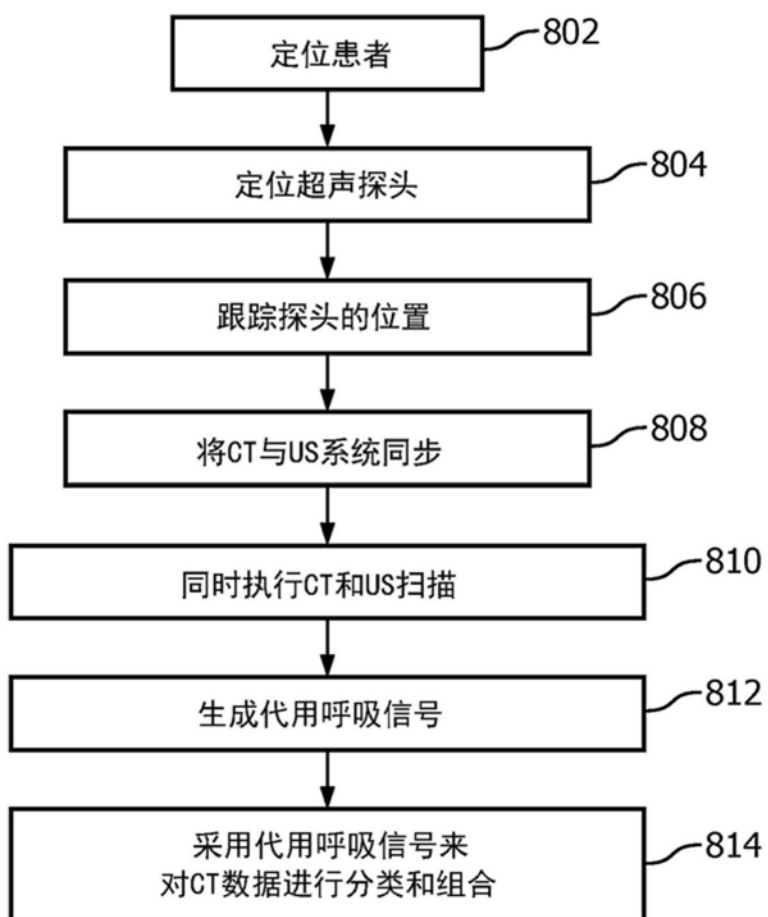 定位患者
802
定位超声探头
804
跟踪探头的位置
806
将CT与US系统同步
808
同时执行CT和US扫描
810
生成代用呼吸信号
812
采用代用呼吸信号来
对CT数据进行分类和组合
814